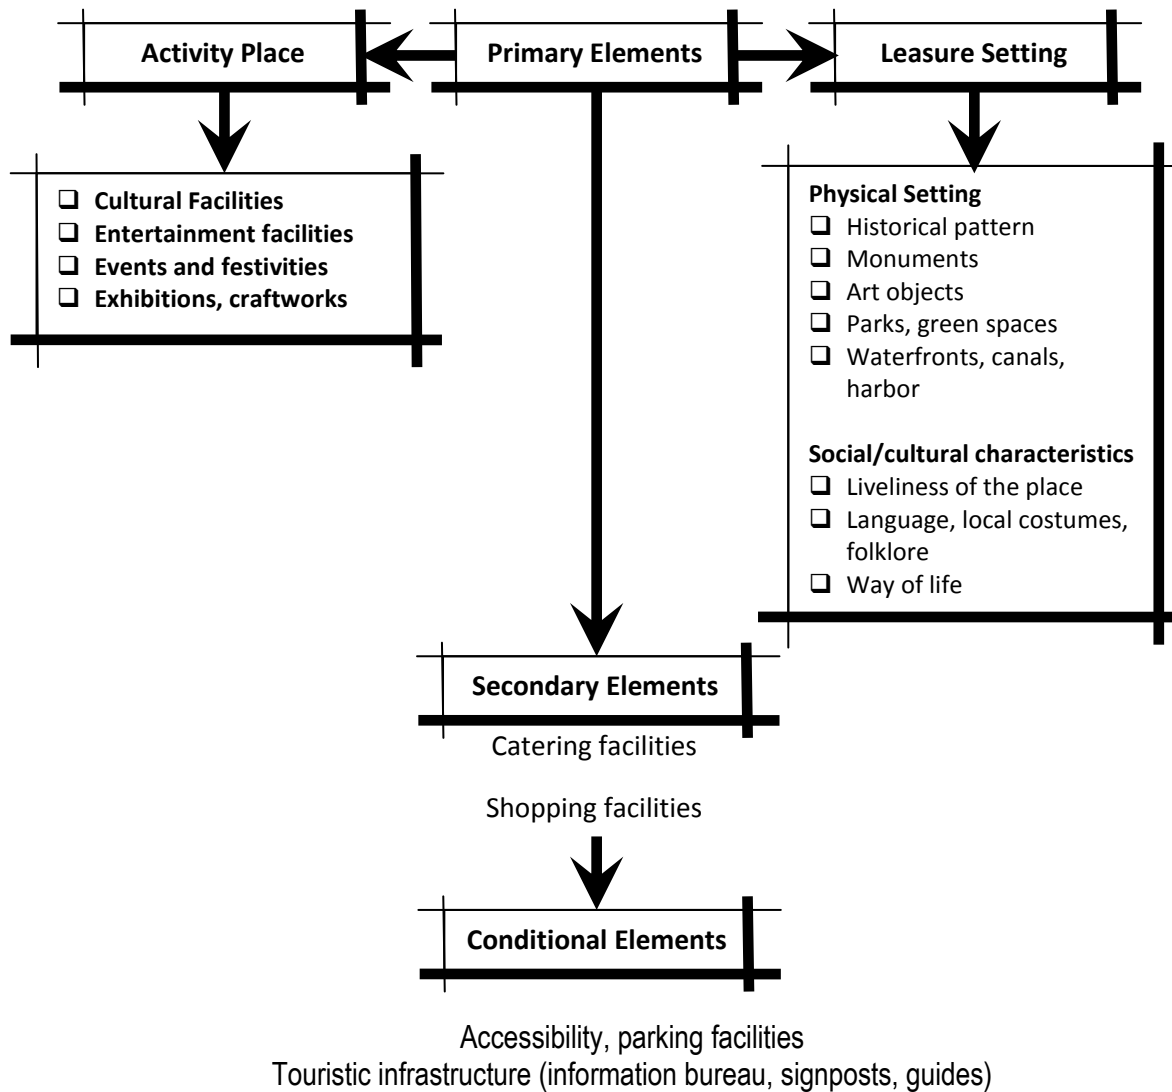 Activity Place
Primary Elements
Leasure Setting
❑ Cultural Facilities
❑ Entertainment facilities
❑ Events and festivities
❑ Exhibitions, craftworks
Physical Setting
❑ Historical pattern
❑ Monuments
❑ Art objects
❑ Parks, green spaces
❑ Waterfronts, canals,
harbor
Social/cultural characteristics
❑ Liveliness of the place
❑ Language, local costumes,
folklore
❑ Way of life
Secondary Elements
Catering facilities
Shopping facilities
Conditional Elements
Accessibility, parking facilities
Touristic infrastructure (information bureau, signposts, guides)